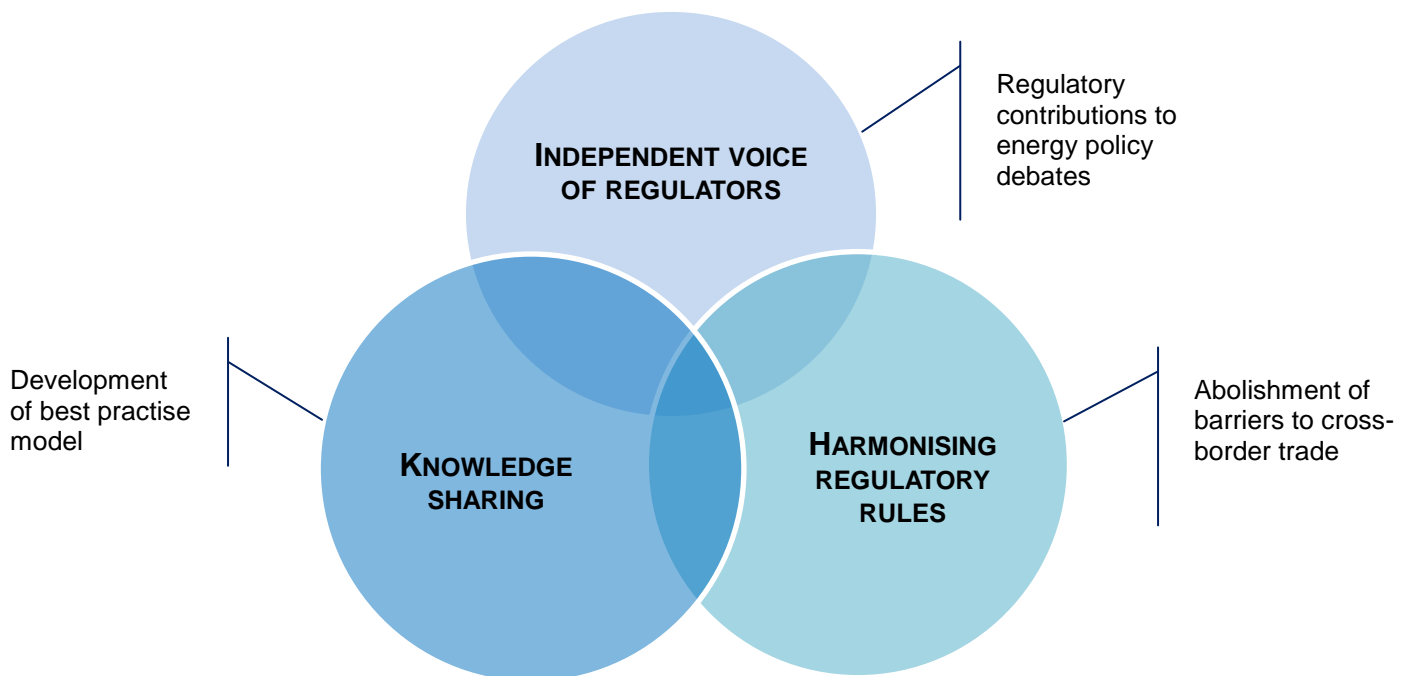 INDEPENDENT VOICE
OF REGULATORS
Regulatory
contributions to
energy policy
debates
Development
of best practise
model
KNOWLEDGE
SHARING
HARMONISING
REGULATORY
RULES
Abolishment of
barriers to cross-
border trade